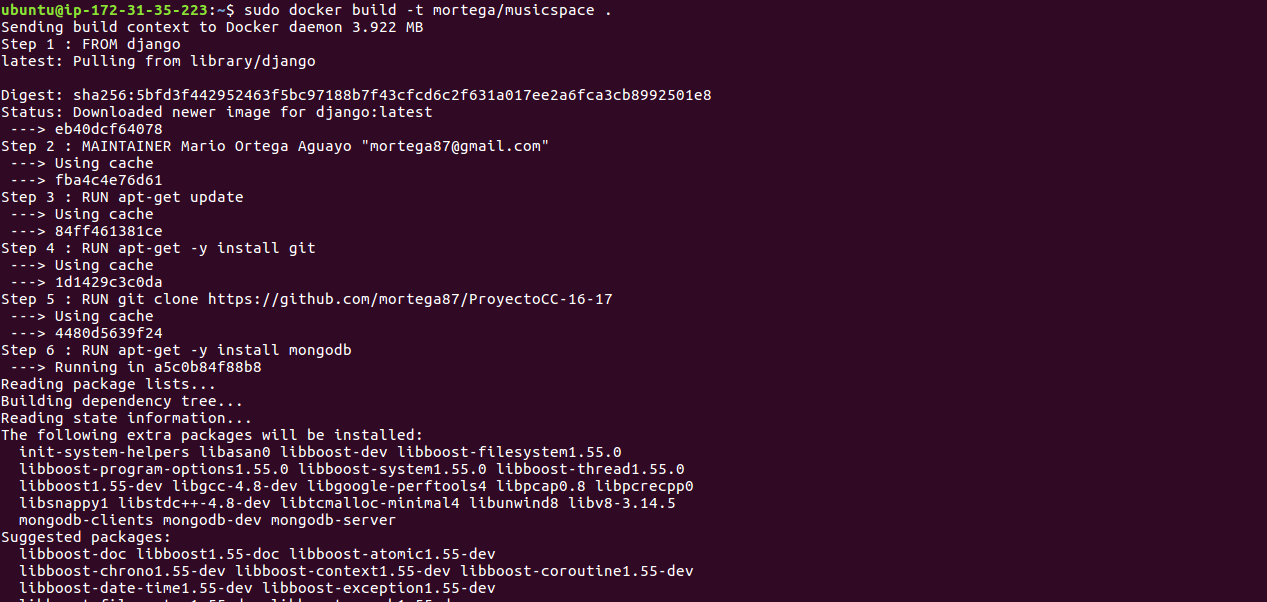 ubuntu@ip-172-31-35-223:~$ sudo docker build -t mortega/musicspace .
Sending build context to Docker daemon 3.922 MB
Step 1 : FROM django
latest: Pulling from library/django
Digest: sha256:5bfd3f442952463f5bc97188b7f43cfcd6c2f631a017ee2a6fca3cb8992501e8
Status: Downloaded newer image for django:latest
 ---> eb40dcf64078
Step 2 : MAINTAINER Mario Ortega Aguayo "mortega87@gmail.com"
 ---> Using cache
 ---> fba4c4e76d61
Step 3 : RUN apt-get update
 ---> Using cache
 ---> 84ff461381ce
Step 4 : RUN apt-get -y install git
 ---> Using cache
 ---> 1d1429c3c0da
Step 5 : RUN git clone https://github.com/mortega87/ProyectoCC-16-17
 ---> Using cache
 ---> 4480d5639f24
Step 6 : RUN apt-get -y install mongodb
 ---> Running in a5c0b84f88b8
Reading package lists...
Building dependency tree...
Reading state information...
The following extra packages will be installed:
  init-system-helpers libasan0 libboost-dev libboost-filesystem1.55.0
  libboost-program-options1.55.0 libboost-system1.55.0 libboost-thread1.55.0
  libboost1.55-dev libgcc-4.8-dev libgoogle-perftools4 libpcap0.8 libpcrecpp0
  libsnappy1 libstdc++-4.8-dev libtcmalloc-minimal4 libunwind8 libv8-3.14.5
  mongodb-clients mongodb-dev mongodb-server
Suggested packages:
  libboost-doc libboost1.55-doc libboost-atomic1.55-dev
  libboost-chrono1.55-dev libboost-context1.55-dev libboost-coroutine1.55-dev
  libboost-date-time1.55-dev libboost-exception1.55-dev